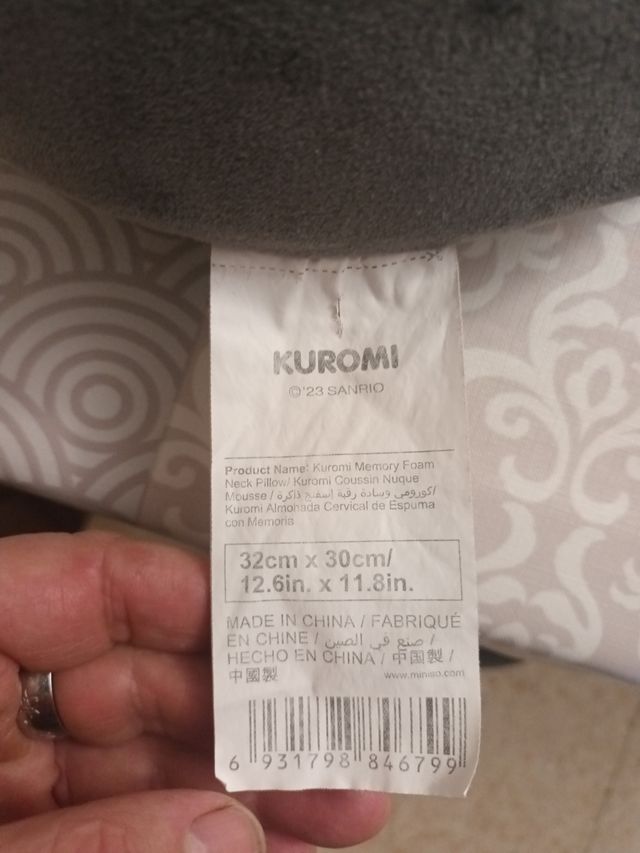 KUROMI
©'23 SANRIO
Product Name: Kuromi Memory Foam
Neck Pillow/ Kuromi Coussin Nuque
Mousse / كورومي وسادة رقبة إسفنج ذاكرة/
Kuromi Almohada Cervical de Espuma
con Memoria
32cm x 30cm/
12.6in. x 11.8in.
MADE IN CHINA / FABRIQUÉ
EN CHINE / صنع في الصين /
HECHO EN CHINA / 中国製 /
中國製
www.miniso.com
6 931798 846799